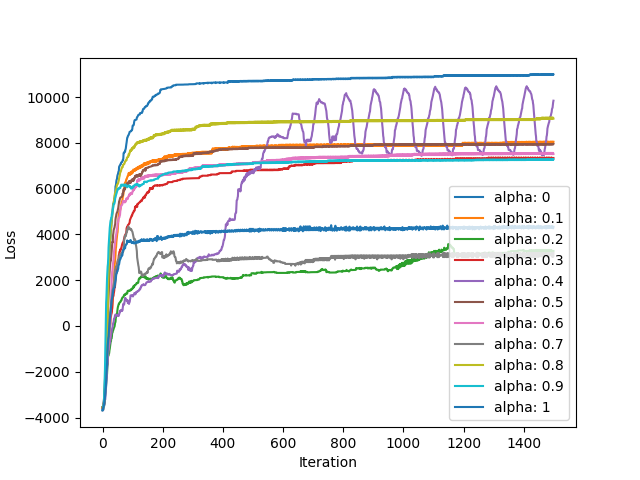 10000
8000
6000
4000
2000
0
−2000
−4000
Loss
0 200 400 600 800 1000 1200 1400
Iteration
alpha: 0
alpha: 0.1
alpha: 0.2
alpha: 0.3
alpha: 0.4
alpha: 0.5
alpha: 0.6
alpha: 0.7
alpha: 0.8
alpha: 0.9
alpha: 1